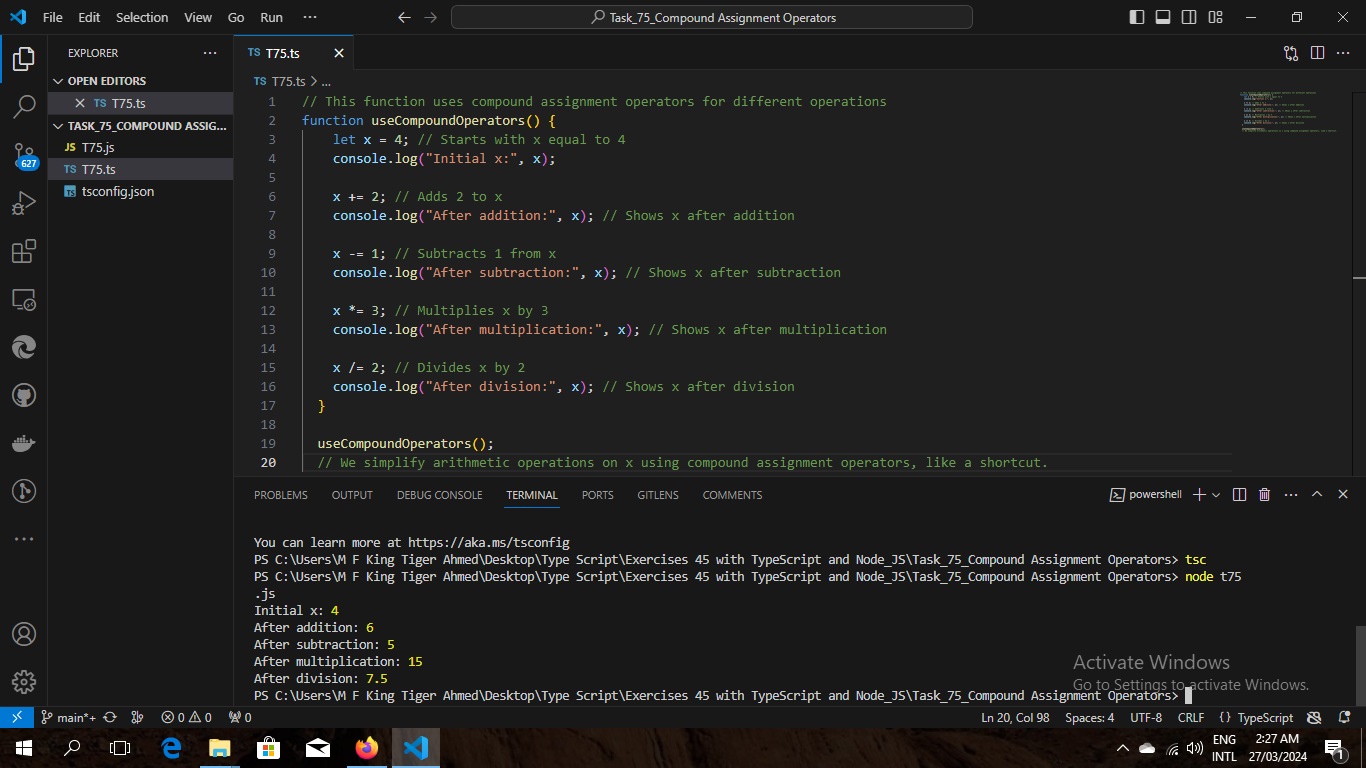 File Edit Selection View Go Run ···
Task_75_Compound Assignment Operators
EXPLORER
OPEN EDITORS
TS T75.ts
TASK_75_COMPOUND ASSIG...
JS T75.js
TS T75.ts
tsconfig.json
627
TS T75.ts
TS T75.ts > ...
1 // This function uses compound assignment operators for different operations
2 function useCompoundOperators() {
3 let x = 4; // Starts with x equal to 4
4 console.log("Initial x:", x);
5
6 x += 2; // Adds 2 to x
7 console.log("After addition:", x); // Shows x after addition
8
9 x -= 1; // Subtracts 1 from x
10 console.log("After subtraction:", x); // Shows x after subtraction
11
12 x *= 3; // Multiplies x by 3
13 console.log("After multiplication:", x); // Shows x after multiplication
14
15 x /= 2; // Divides x by 2
16 console.log("After division:", x); // Shows x after division
17 }
18
19 useCompoundOperators();
20 // We simplify arithmetic operations on x using compound assignment operators, like a shortcut.
PROBLEMS OUTPUT DEBUG CONSOLE TERMINAL PORTS GITLENS COMMENTS
powershell
You can learn more at https://aka.ms/tsconfig
PS C:\Users\M F King Tiger Ahmed\Desktop\Type Script\Exercises 45 with TypeScript and Node_JS\Task_75_Compound Assignment Operators> tsc
PS C:\Users\M F King Tiger Ahmed\Desktop\Type Script\Exercises 45 with TypeScript and Node_JS\Task_75_Compound Assignment Operators> node t75
.js
Initial x: 4
After addition: 6
After subtraction: 5
After multiplication: 15
After division: 7.5
PS C:\Users\M F King Tiger Ahmed\Desktop\Type Script\Exercises 45 with TypeScript and Node_JS\Task_75_Compound Assignment Operators>
Activate Windows
Go to Settings to activate Windows.
main*+ 0 0 0
Ln 20, Col 98 Spaces: 4 UTF-8 CRLF {} TypeScript
ENG
INTL
2:27 AM
27/03/2024
1